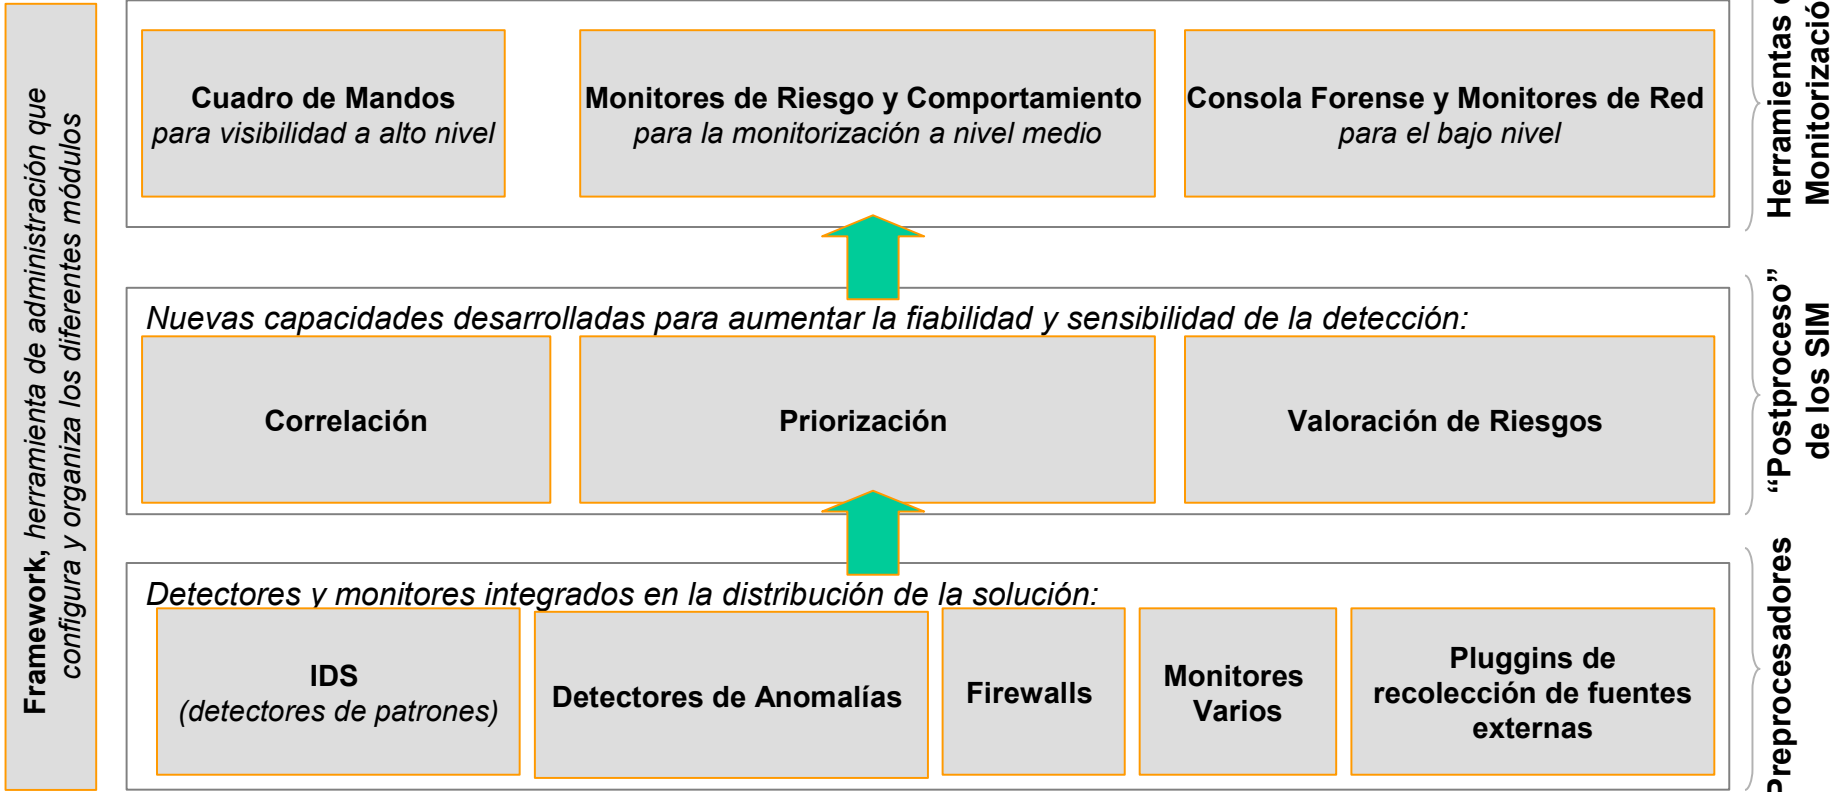 Framework, herramienta de administración que
configura y organiza los diferentes módulos
Cuadro de Mandos
para visibilidad a alto nivel
Monitores de Riesgo y Comportamiento
para la monitorización a nivel medio
Consola Forense y Monitores de Red
para el bajo nivel
Herramientas
Monitorizació
Nuevas capacidades desarrolladas para aumentar la fiabilidad y sensibilidad de la detección:
Correlación
Priorización
Valoración de Riesgos
“Postproceso”
de los SIM
Detectores y monitores integrados en la distribución de la solución:
IDS
(detectores de patrones)
Detectores de Anomalías
Firewalls
Monitores
Varios
Pluggins de
recolección de fuentes
externas
Preprocesadores